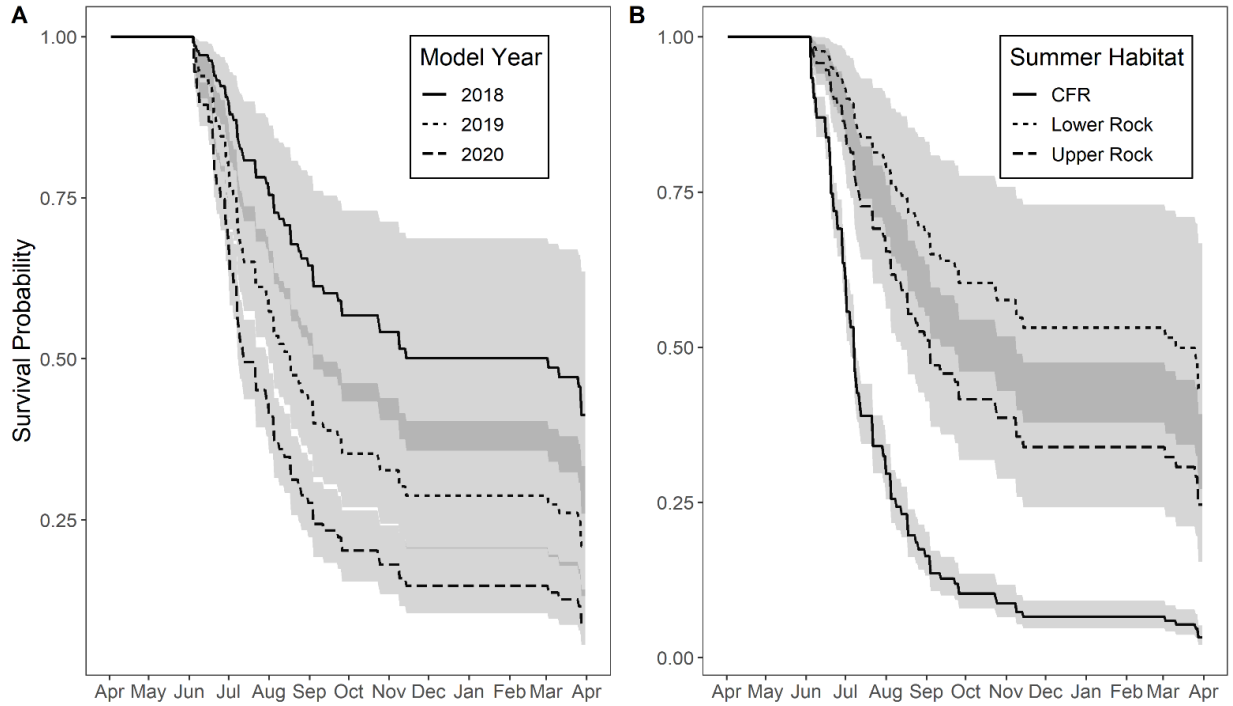 A
Survival Probability
1.00
0.75
0.50
0.25
Model Year
2018
2019
2020
Apr May Jun Jul Aug Sep Oct Nov Dec Jan Feb Mar Apr
B
1.00
0.75
0.50
0.25
0.00
Summer Habitat
CFR
Lower Rock
Upper Rock
Apr May Jun Jul Aug Sep Oct Nov Dec Jan Feb Mar Apr